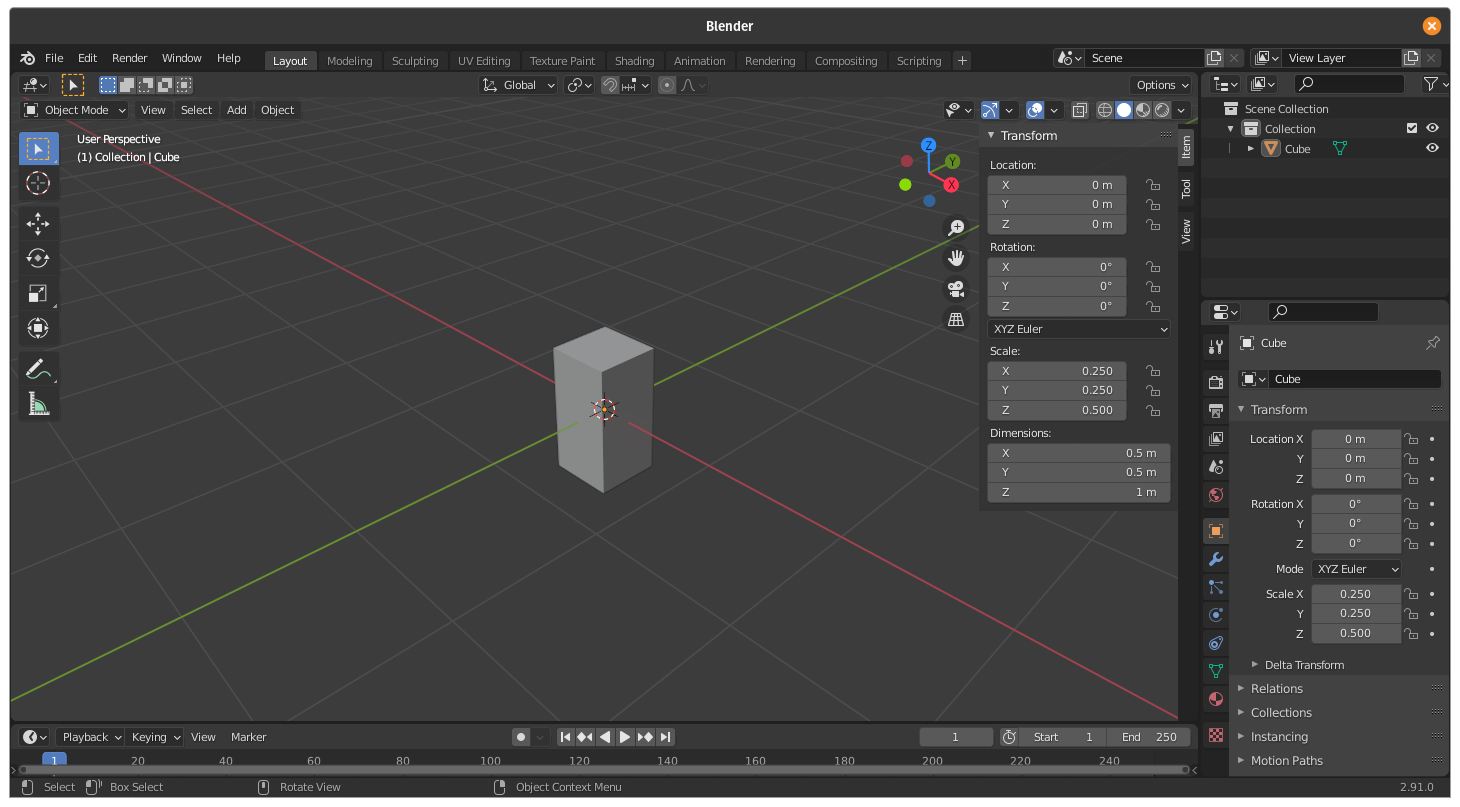 Blender
File Edit Render Window Help Layout Modeling Sculpting UV Editing Texture Paint Shading Animation Rendering Compositing Scripting + Scene View Layer
Global Options
Object Mode View Select Add Object
User Perspective
(1) Collection | Cube
Z
Y
X
Transform
Location:
X 0 m
Y 0 m
Z 0 m
Rotation:
X 0°
Y 0°
Z 0°
XYZ Euler
Scale:
X 0.250
Y 0.250
Z 0.500
Dimensions:
X 0.5 m
Y 0.5 m
Z 1 m
Item
Tool
View
Scene Collection
Collection
Cube
Cube
Cube
Transform
Location X 0 m
Y 0 m
Z 0 m
Rotation X 0°
Y 0°
Z 0°
Mode XYZ Euler
Scale X 0.250
Y 0.250
Z 0.500
Delta Transform
Relations
Collections
Instancing
Motion Paths
Playback Keying View Marker 1 Start 1 End 250
1 20 40 60 80 100 120 140 160 180 200 220 240
Select Box Select Rotate View Object Context Menu 2.91.0